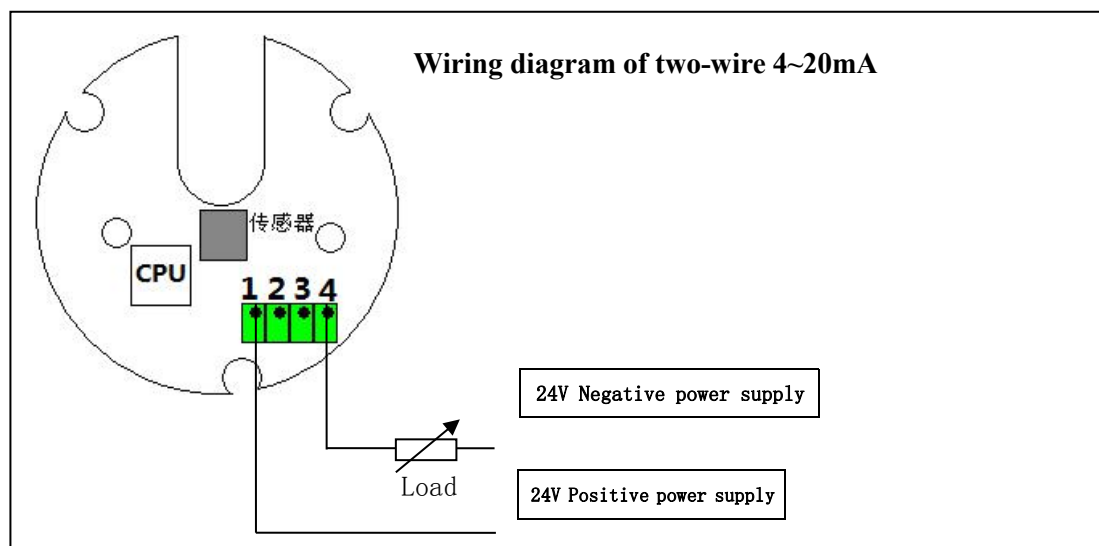 Wiring diagram of two-wire 4~20mA
传感器
CPU
1 2 3 4
24V Negative power supply
Load
24V Positive power supply